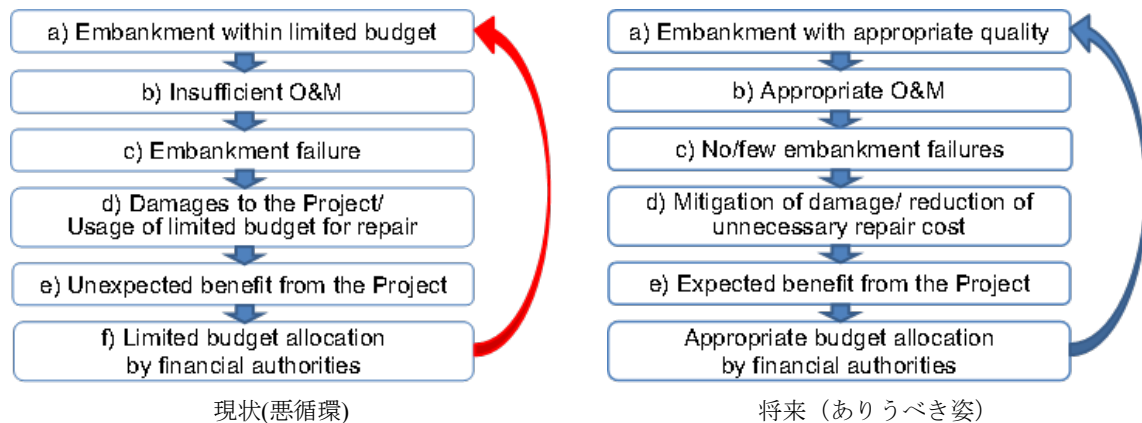 a) Embankment within limited budget
b) Insufficient O&M
c) Embankment failure
d) Damages to the Project/
Usage of limited budget for repair
e) Unexpected benefit from the Project
f) Limited budget allocation
by financial authorities
現状(悪循環)
a) Embankment with appropriate quality
b) Appropriate O&M
c) No/few embankment failures
d) Mitigation of damage/ reduction of
unnecessary repair cost
e) Expected benefit from the Project
Appropriate budget allocation
by financial authorities
将来（ありうべき姿）